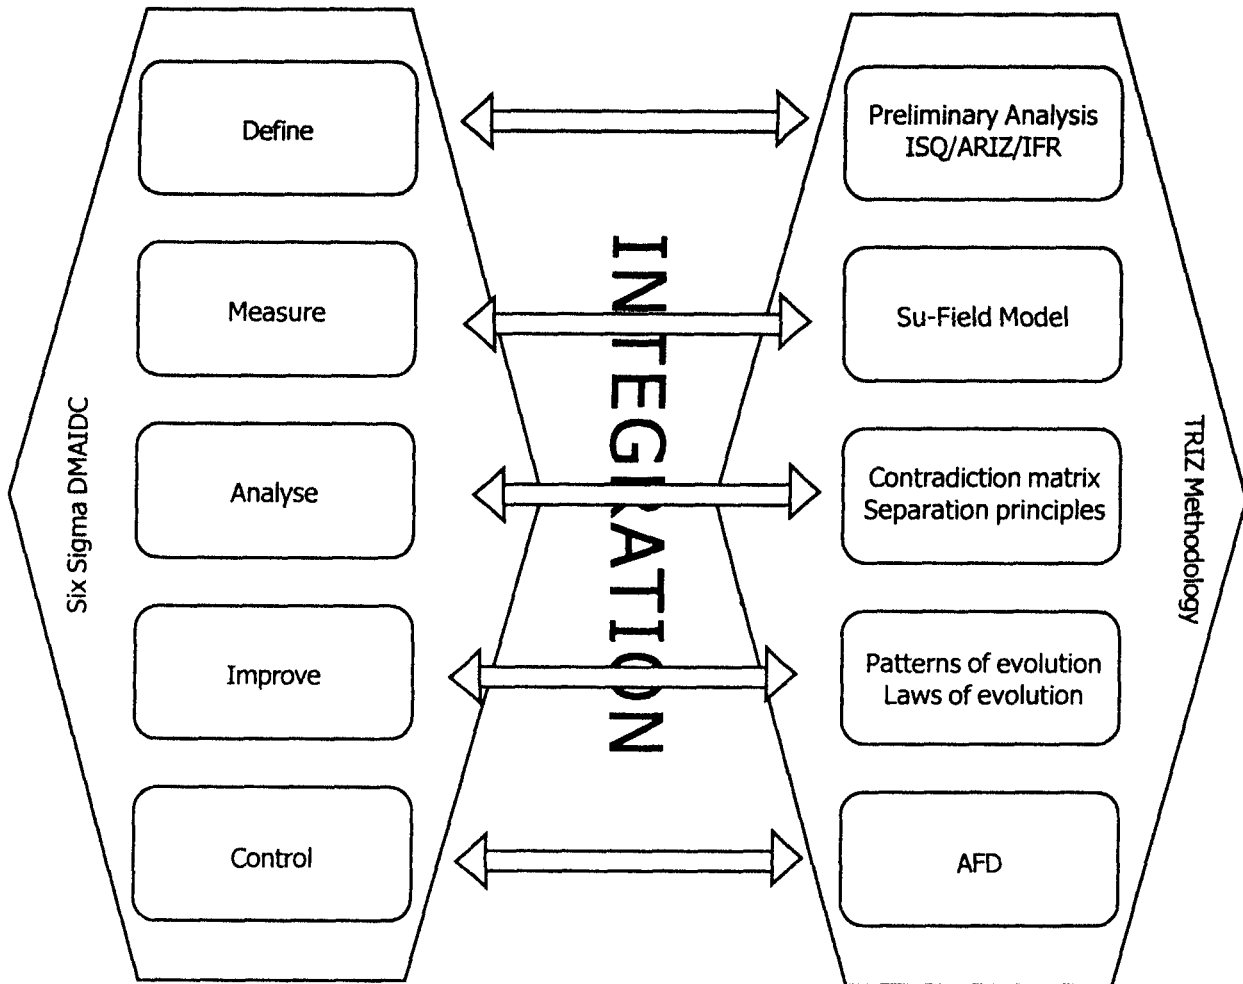 Six Sigma DMAIDC
Define
Measure
Analyse
Improve
Control
INTEGRATION
Preliminary Analysis
ISQ/ARIZ/IFR
Su-Field Model
Contradiction matrix
Separation principles
Patterns of evolution
Laws of evolution
AFD
TRIZ Methodology